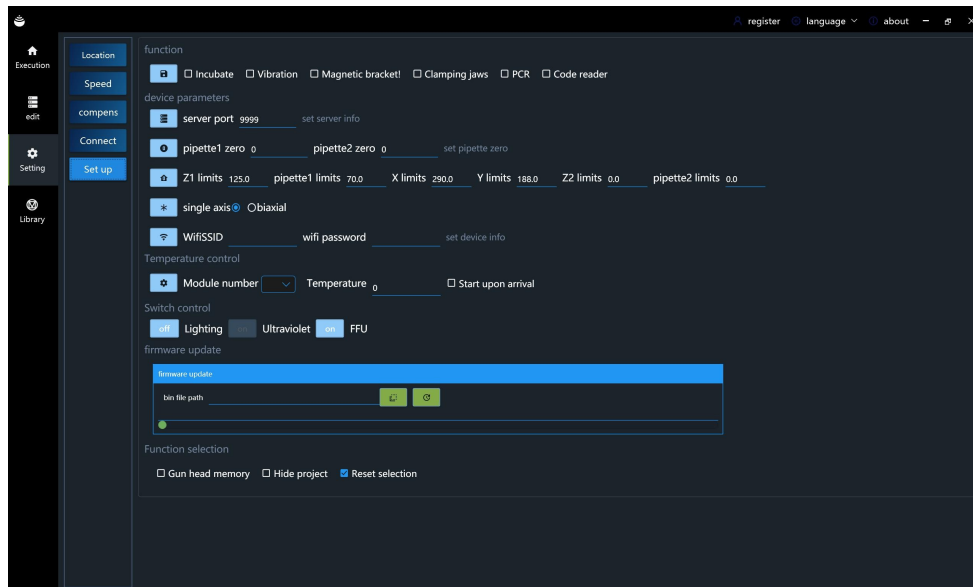 register language about
Execution
edit
Setting
Library
Location
Speed
compens
Connect
Set up
function
Incubate Vibration Magnetic bracket! Clamping jaws PCR Code reader
device parameters
server port 9999 set server info
pipette1 zero 0 pipette2 zero 0 set pipette zero
Z1 limits 125.0 pipette1 limits 70.0 X limits 290.0 Y limits 188.0 Z2 limits 0.0 pipette2 limits 0.0
single axis biaxial
WifiSSID wifi password set device info
Temperature control
Module number Temperature 0 Start upon arrival
Switch control
off Lighting on Ultraviolet on FFU
firmware update
firmware update
bin file path
Function selection
Gun head memory Hide project Reset selection